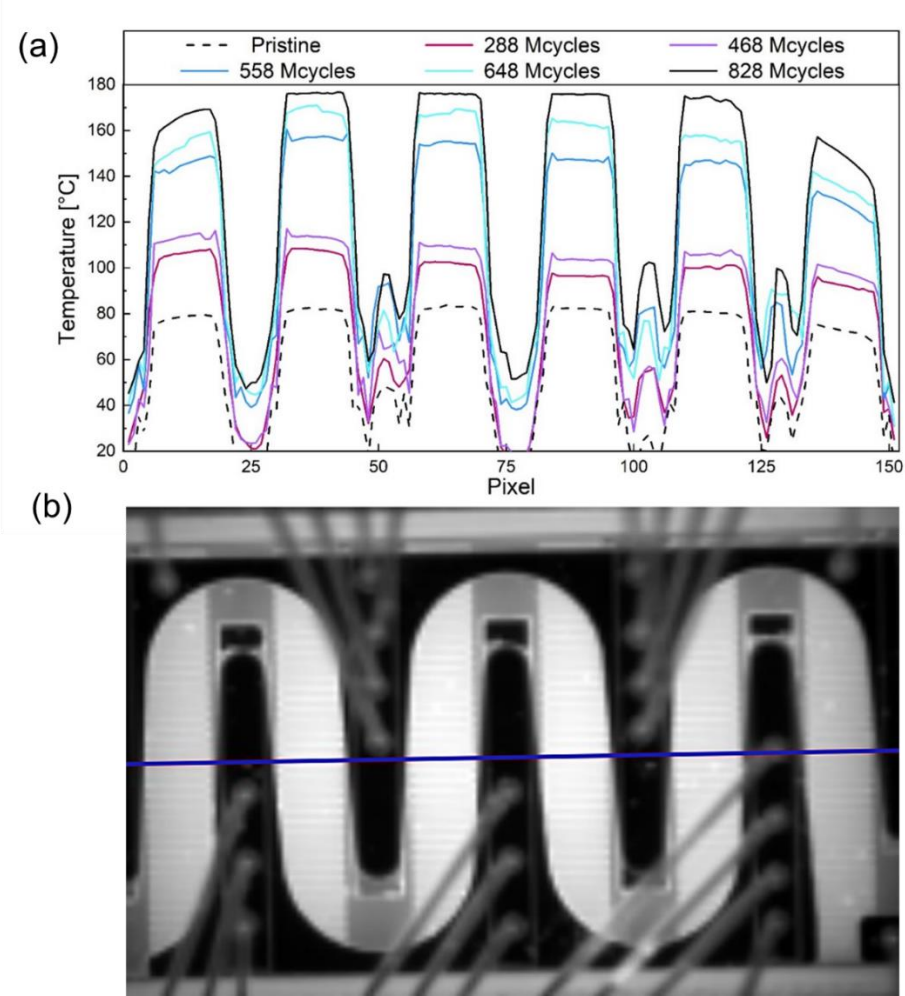 (a)
Pristine 288 Mcycles 468 Mcycles
558 Mcycles 648 Mcycles 828 Mcycles
180
160
140
120
100
80
60
40
20
Temperature [°C]
0 25 50 75 100 125 150
Pixel
(b)